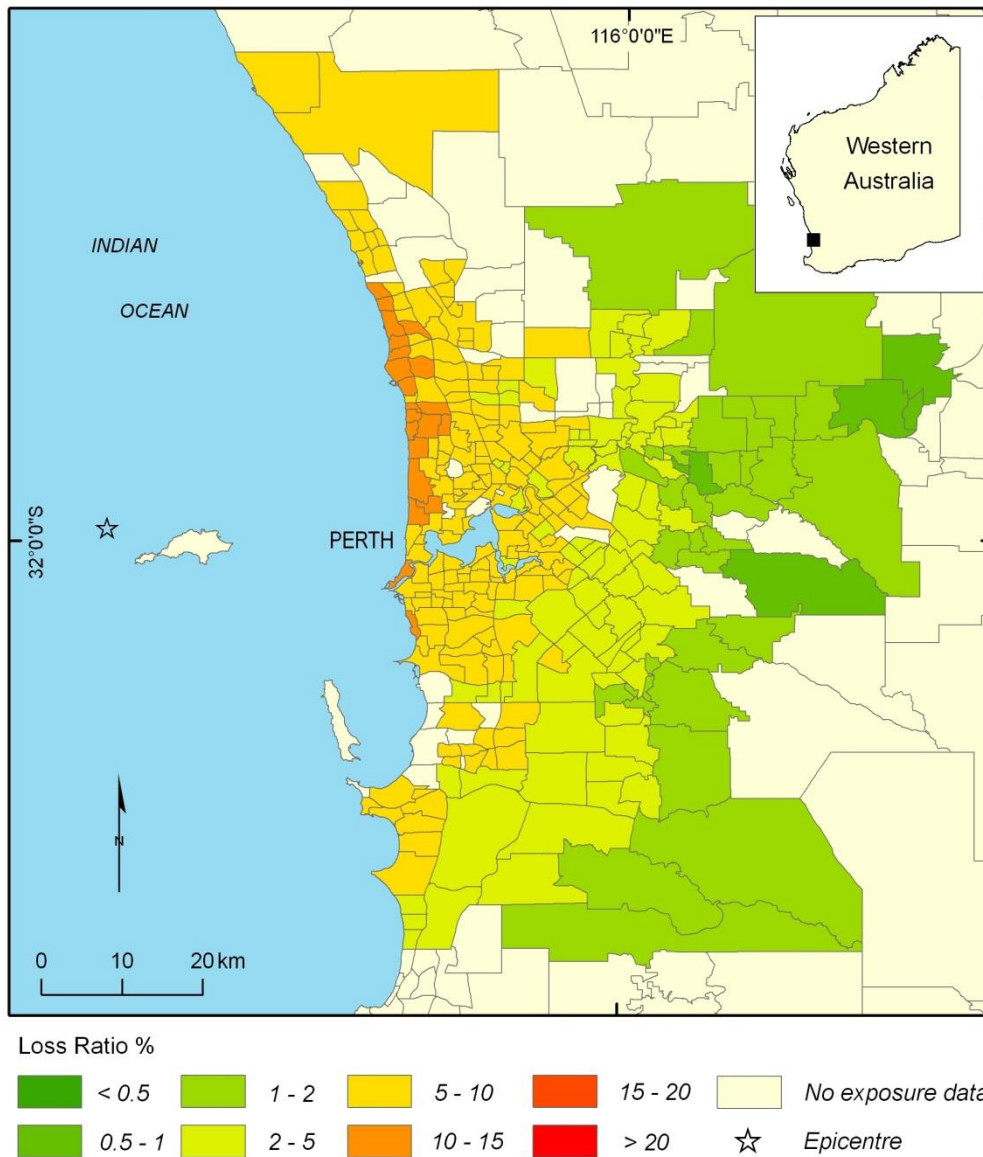 116°0'0"E
Western
Australia
INDIAN
OCEAN
32°0'0"S
PERTH
N
0 10 20 km
Loss Ratio %
< 0.5 1 - 2 5 - 10 15 - 20 No exposure data
0.5 - 1 2 - 5 10 - 15 > 20 Epicentre